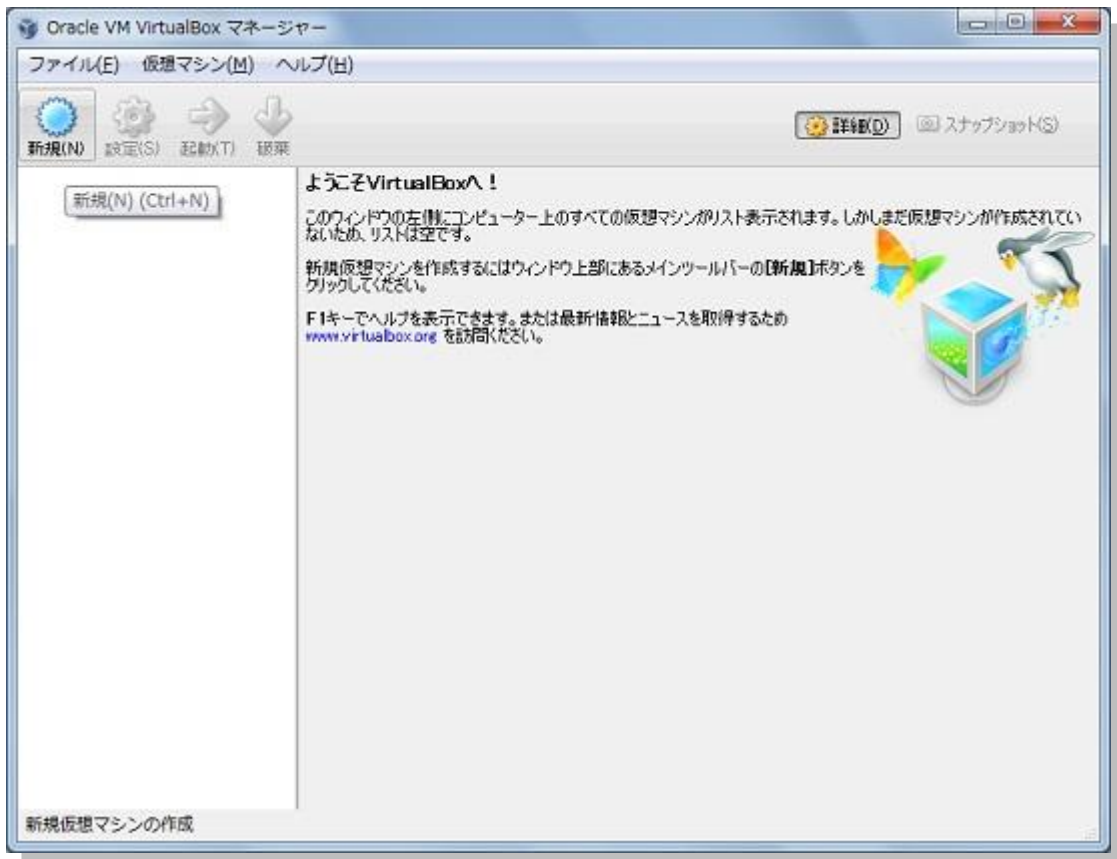 Oracle VM VirtualBox マネージャー
ファイル(F) 仮想マシン(M) ヘルプ(H)
新規(N) 設定(S) 起動(T) 破棄 詳細(D) スナップショット(S)
新規(N) (Ctrl+N)
ようこそVirtualBoxへ!
このウィンドウの左側にコンピューター上のすべての仮想マシンがリスト表示されます。しかしまだ仮想マシンが作成されてい
ないため、リストは空です。
新規仮想マシンを作成するにはウィンドウ上部にあるメインツールバーの【新規】ボタンを
クリックしてください。
F1キーでヘルプを表示できます。または最新情報とニュースを取得するため
www.virtualbox.org を訪問ください。
新規仮想マシンの作成